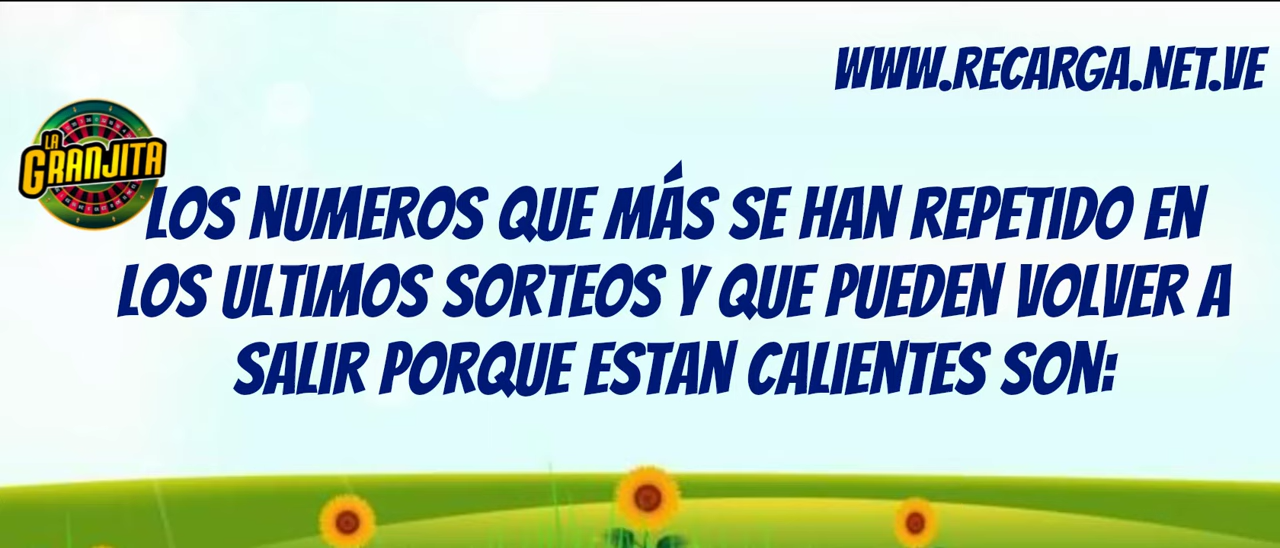 WWW.RECARGA.NET.VE
LA
GRANJITA
LOS NUMEROS QUE MÁS SE HAN REPETIDO EN
LOS ULTIMOS SORTEOS Y QUE PUEDEN VOLVER A
SALIR PORQUE ESTAN CALIENTES SON: